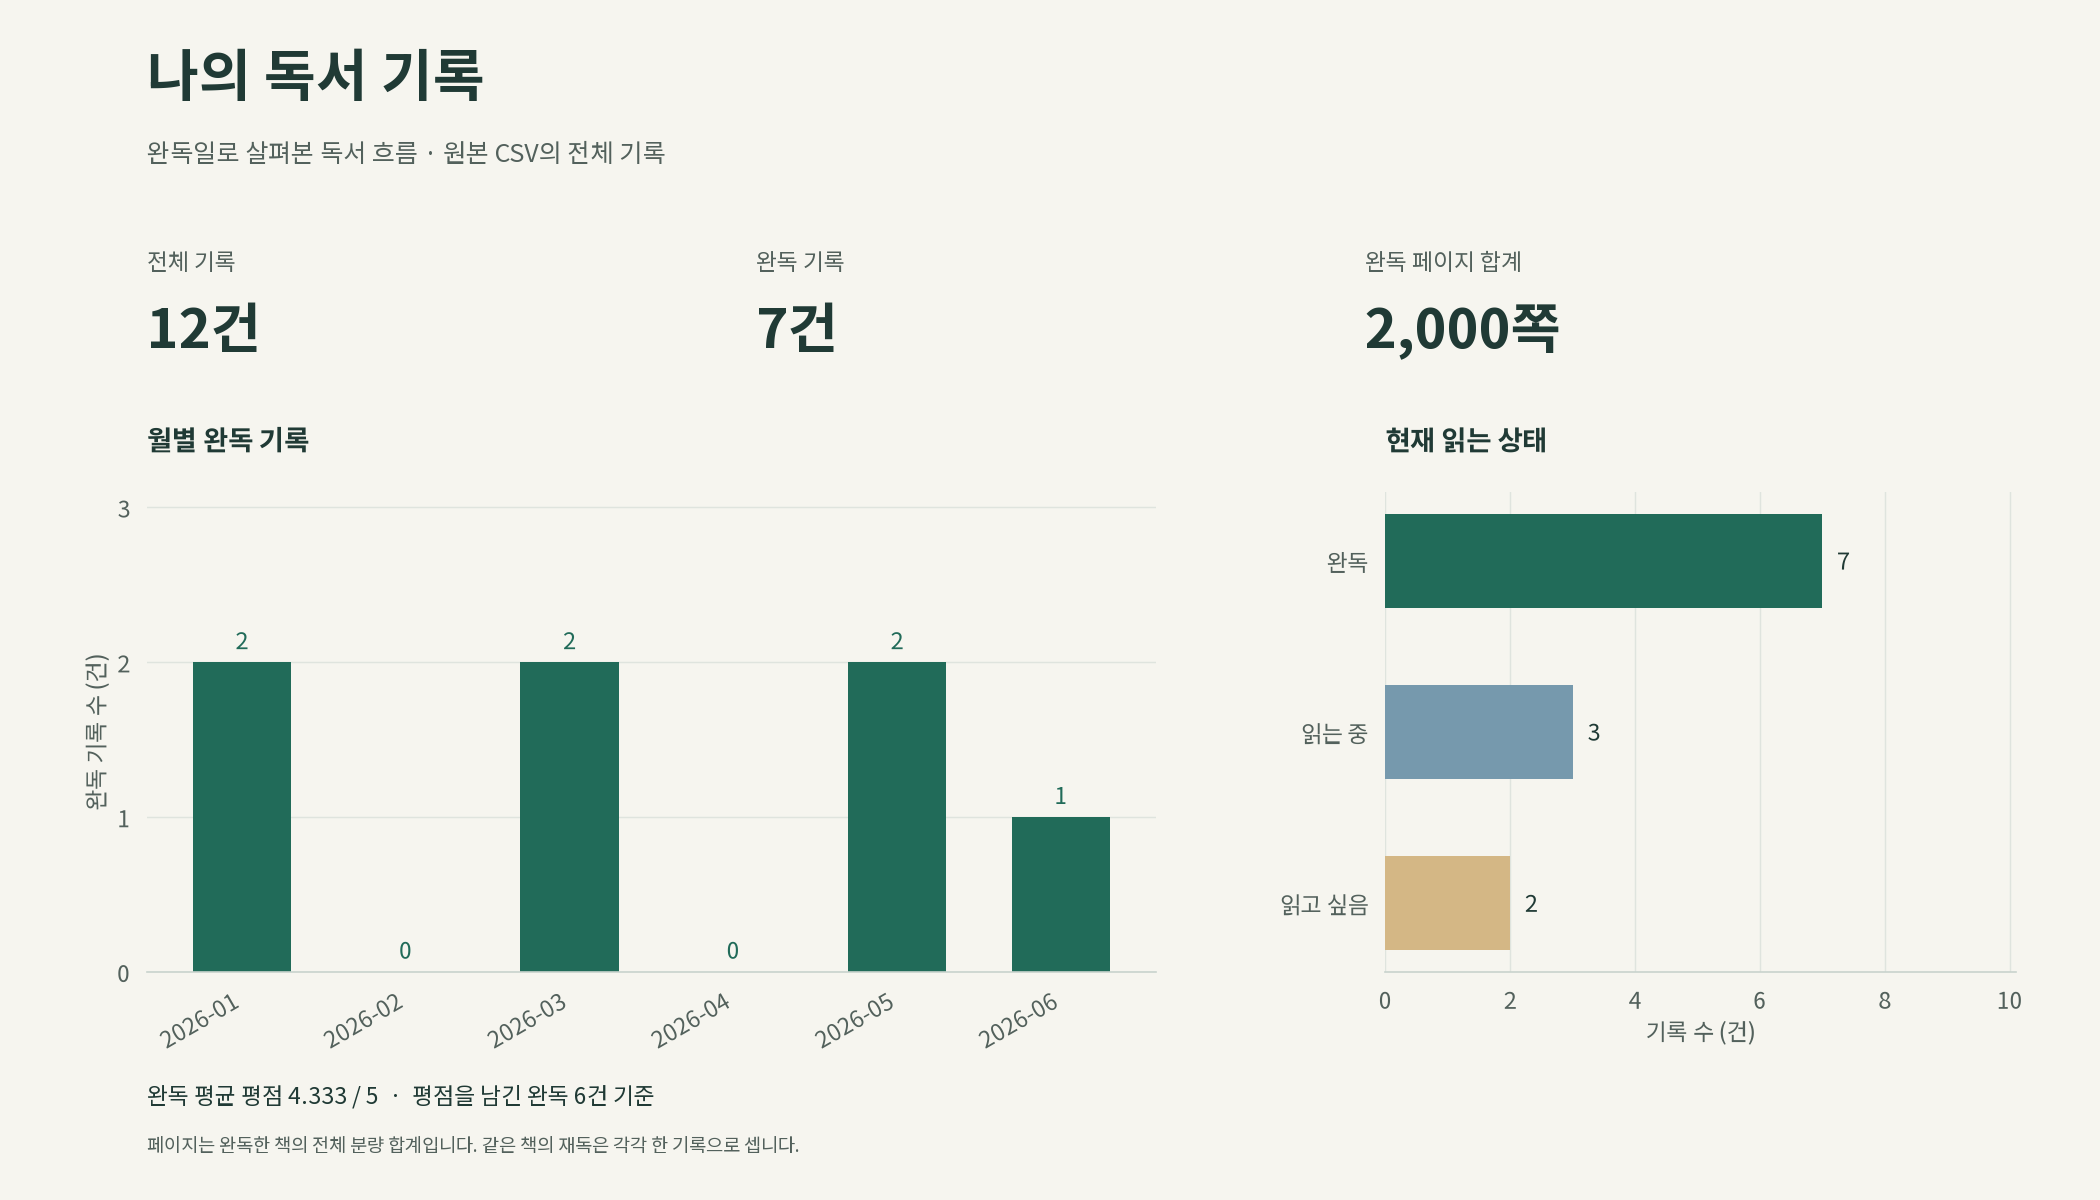 나의 독서 기록
완독일로 살펴본 독서 흐름 · 원본 CSV의 전체 기록
전체 기록
12건
완독 기록
7건
완독 페이지 합계
2,000쪽
월별 완독 기록
완독 기록 수 (건)
3
2
1
0
2
0
2
0
2
1
2026-01
2026-02
2026-03
2026-04
2026-05
2026-06
현재 읽는 상태
완독
7
읽는 중
3
읽고 싶음
2
0
2
4
6
8
10
기록 수 (건)
완독 평균 평점 4.333 / 5 · 평점을 남긴 완독 6건 기준
페이지는 완독한 책의 전체 분량 합계입니다. 같은 책의 재독은 각각 한 기록으로 셉니다.